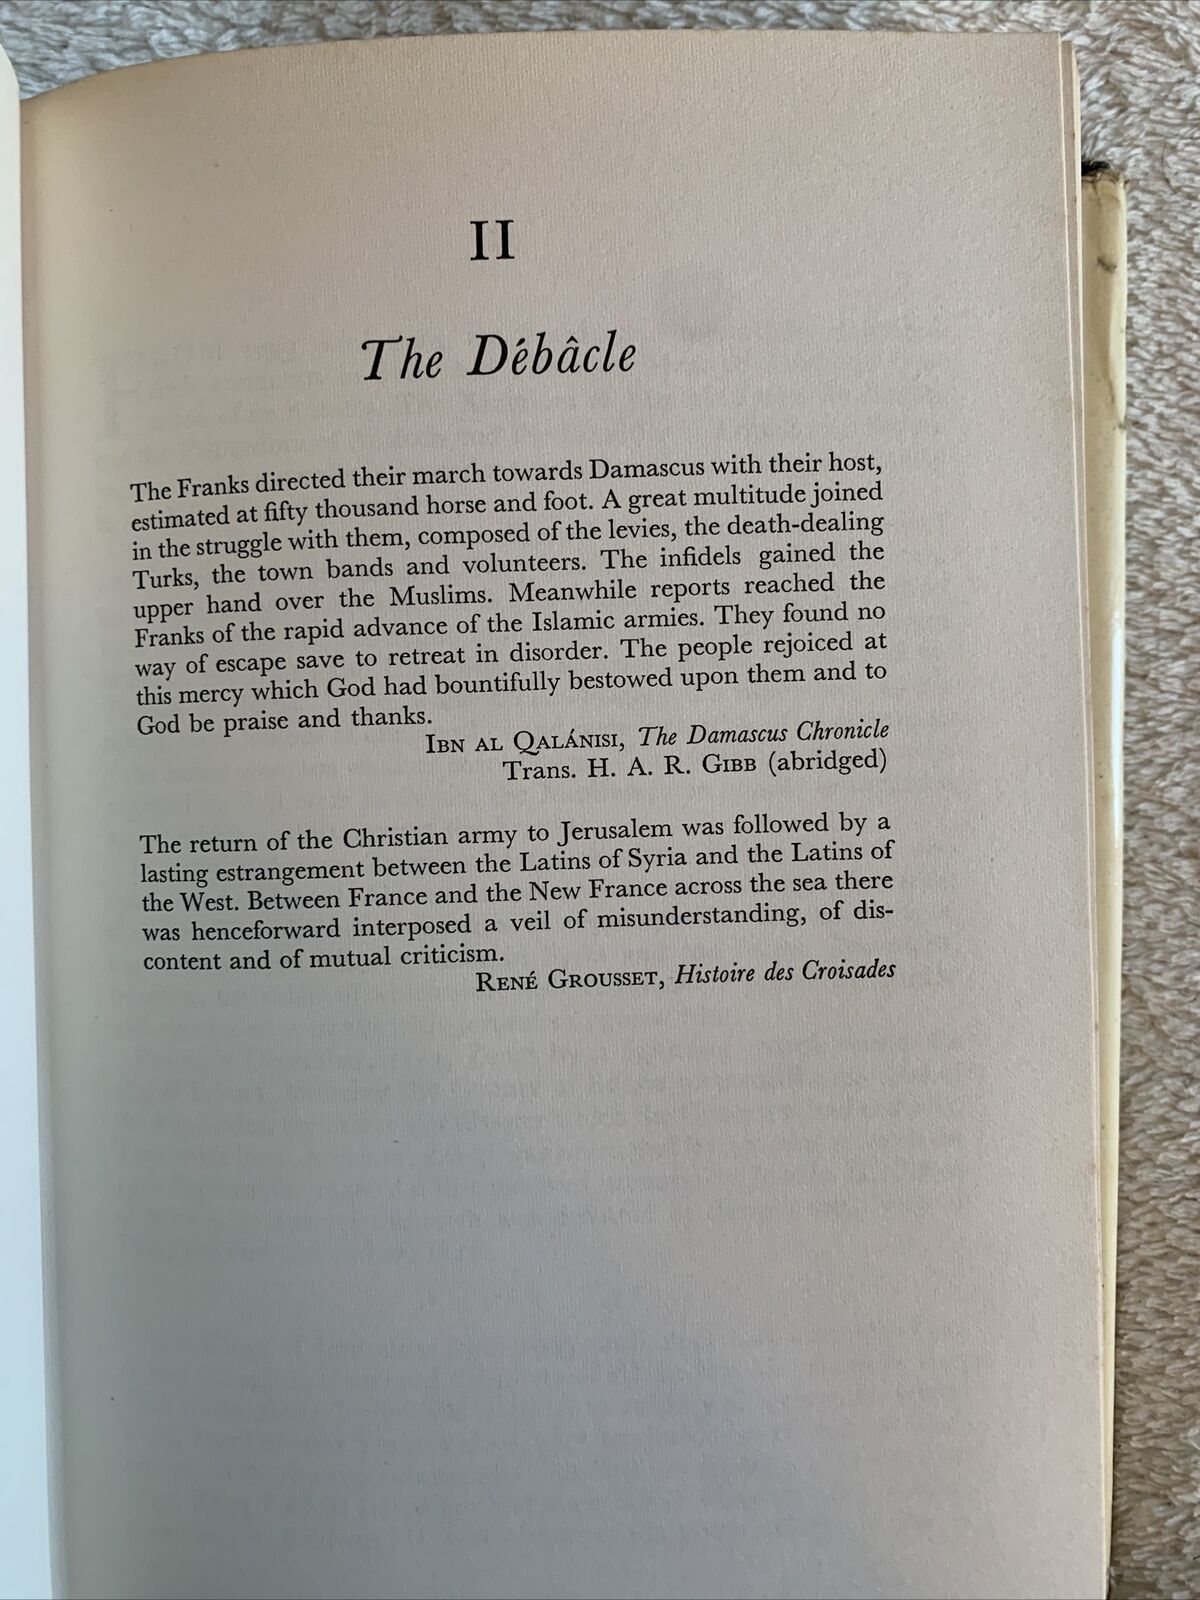 II
The Débâcle
The Franks directed their march towards Damascus with their host,
estimated at fifty thousand horse and foot. A great multitude joined
in the struggle with them, composed of the levies, the death-dealing
Turks, the town bands and volunteers. The infidels gained the
upper hand over the Muslims. Meanwhile reports reached the
Franks of the rapid advance of the Islamic armies. They found no
way of escape save to retreat in disorder. The people rejoiced at
this mercy which God had bountifully bestowed upon them and to
God be praise and thanks.
IBN AL QALÁNISI, The Damascus Chronicle
Trans. H. A. R. GIBB (abridged)
The return of the Christian army to Jerusalem was followed by a
lasting estrangement between the Latins of Syria and the Latins of
the West. Between France and the New France across the sea there
was henceforward interposed a veil of misunderstanding, of dis-
content and of mutual criticism.
RENÉ GROUSSET, Histoire des Croisades